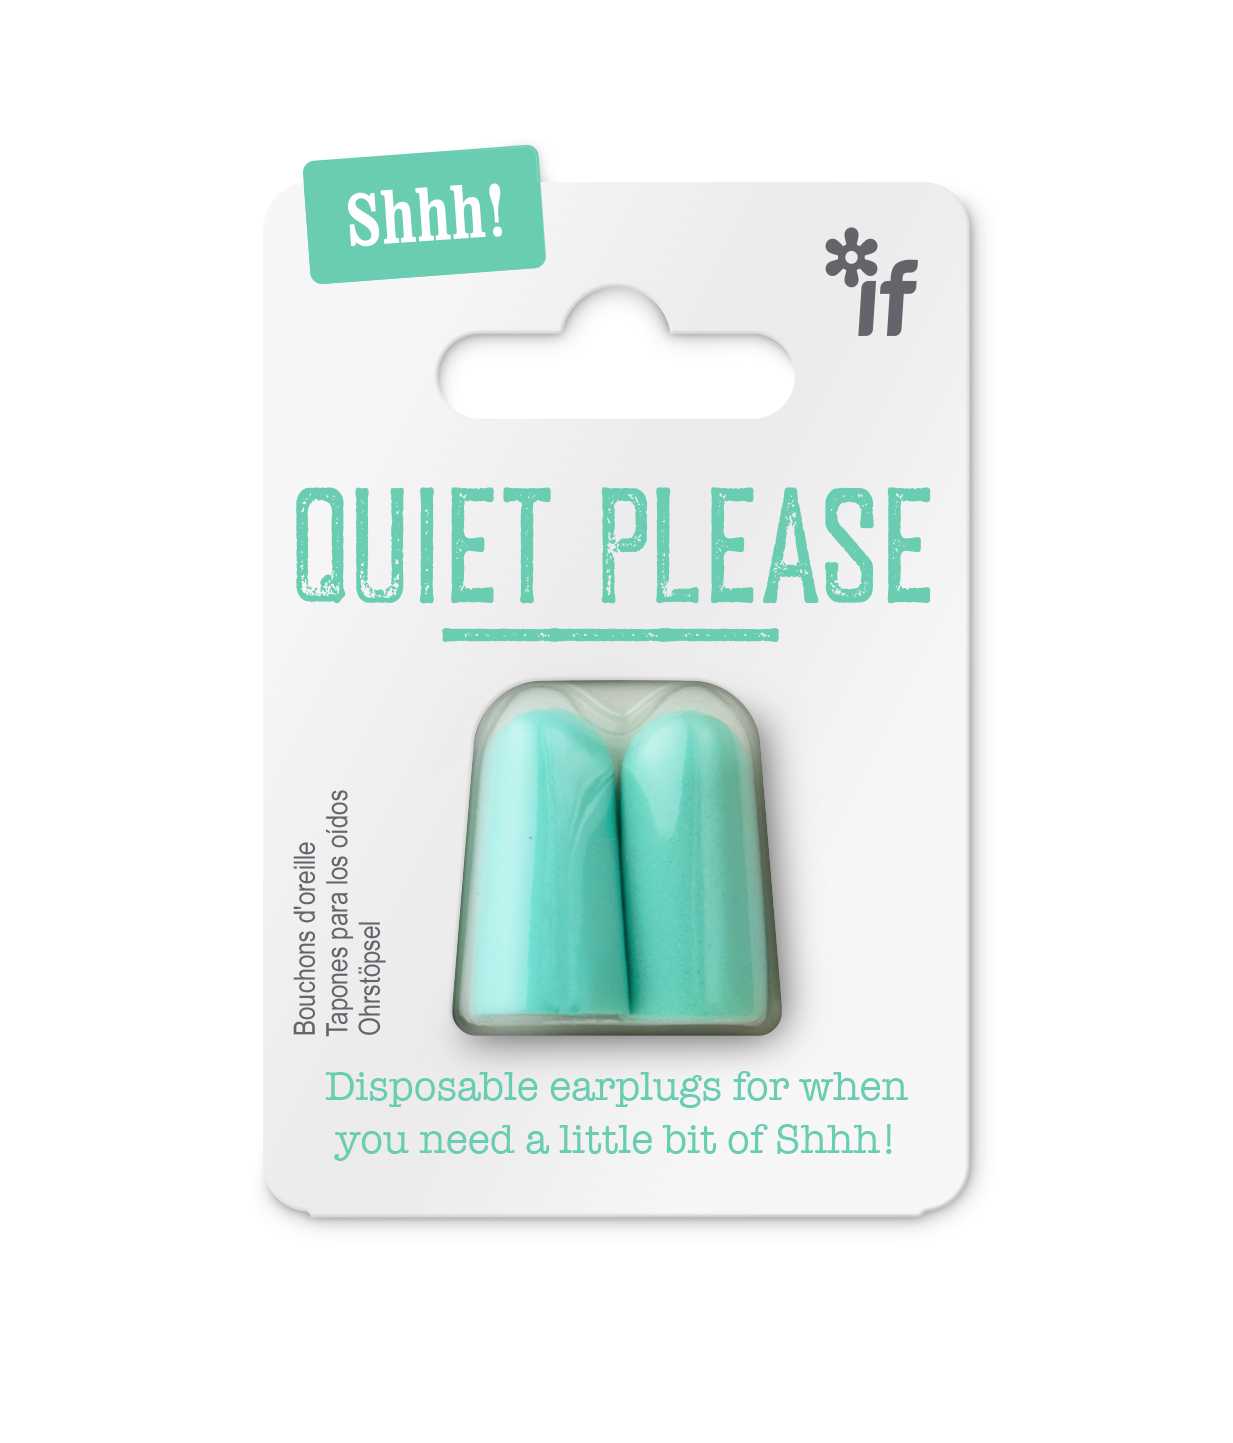 Shhh!
if
QUIET PLEASE
Bouchons d'oreille
Tapones para los oídos
Ohrstöpsel
Disposable earplugs for when
you need a little bit of Shhh!